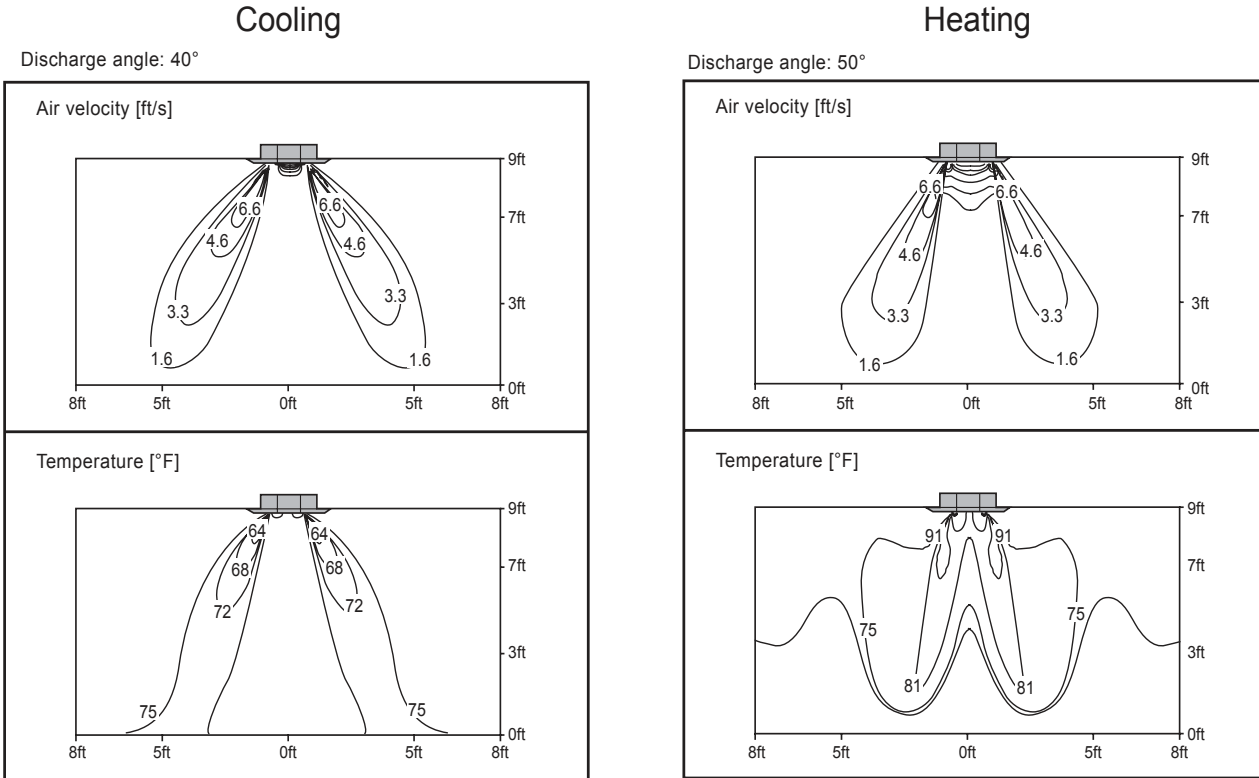 Cooling
Discharge angle: 40°
Air velocity [ft/s]
9ft
6.6 6.6
7ft
4.6 4.6
3.3 3.3
3ft
1.6 1.6
0ft
8ft 5ft 0ft 5ft 8ft
Temperature [°F]
9ft
64 64
68 68
7ft
72 72
3ft
75 75
0ft
8ft 5ft 0ft 5ft 8ft
Heating
Discharge angle: 50°
Air velocity [ft/s]
9ft
6.6 6.6
7ft
4.6 4.6
3ft
3.3 3.3
1.6 1.6
0ft
8ft 5ft 0ft 5ft 8ft
Temperature [°F]
9ft
91 91
7ft
75 75
3ft
81 81
0ft
8ft 5ft 0ft 5ft 8ft